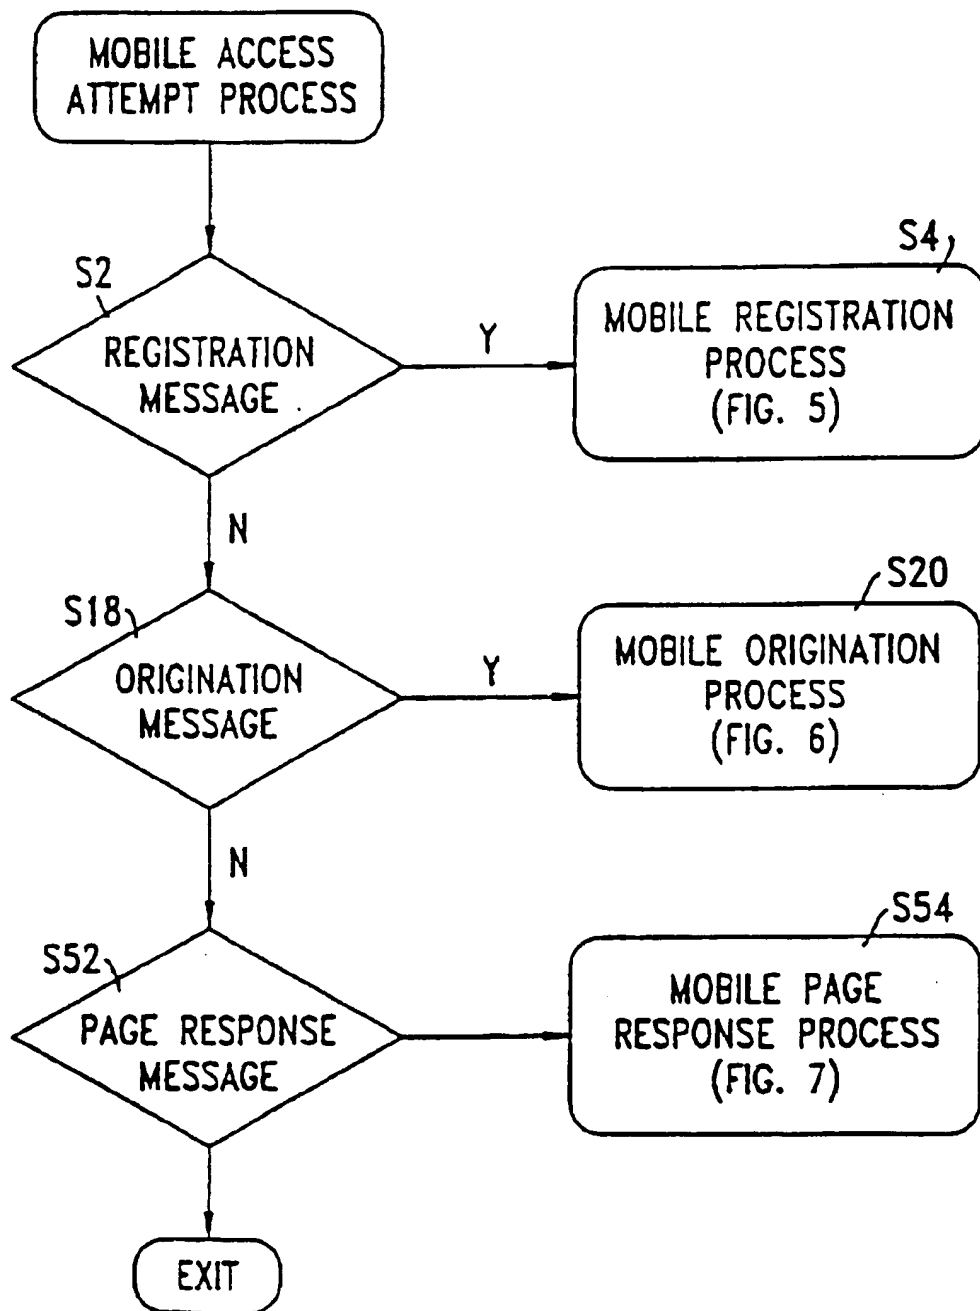 MOBILE ACCESS
ATTEMPT PROCESS
S2
REGISTRATION
MESSAGE
Y
S4
MOBILE REGISTRATION
PROCESS
(FIG. 5)
N
S18
ORIGINATION
MESSAGE
Y
S20
MOBILE ORIGINATION
PROCESS
(FIG. 6)
N
S52
PAGE RESPONSE
MESSAGE
S54
MOBILE PAGE
RESPONSE PROCESS
(FIG. 7)
EXIT